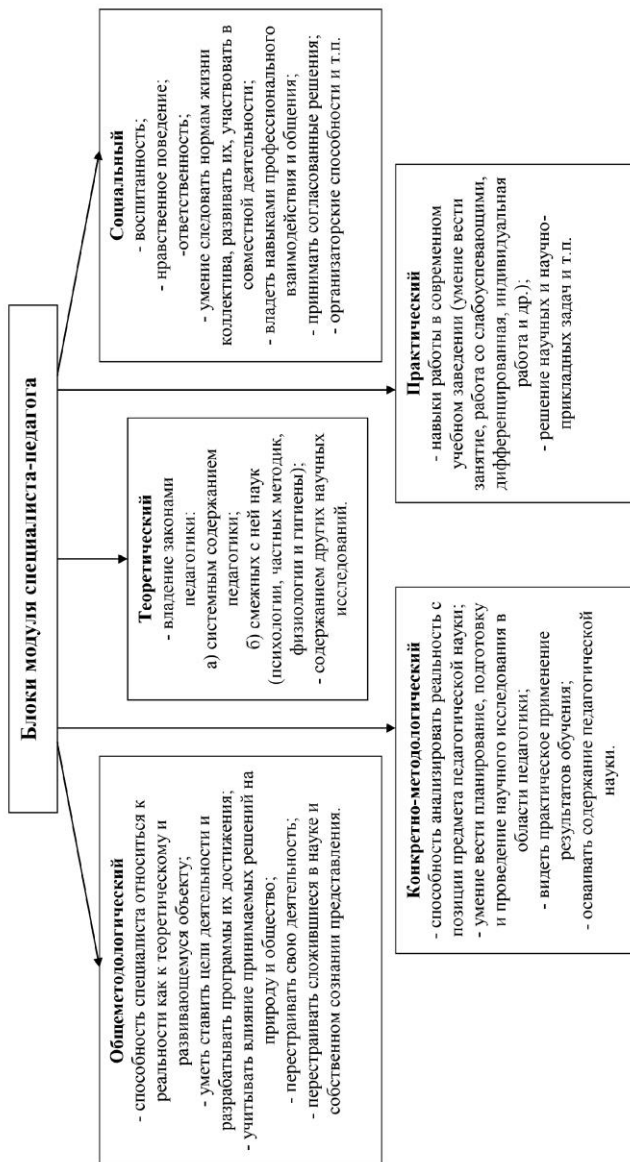 Блоки модуля специалиста-педагога
Общеметодологический
- способность специалиста относиться к
реальности как к теоретическому и
развивающемуся объекту;
- уметь ставить цели деятельности и
разрабатывать программы их достижения;
- учитывать влияние принимаемых решений на
природу и общество;
- перестраивать свою деятельность;
- перестраивать сложившиеся в науке и
собственном сознании представления.
Теоретический
- владение законами
педагогики:
а) системным содержанием
педагогики;
б) смежных с ней наук
(психологии, частных методик,
физиологии и гигиены);
- содержанием других научных
исследований.
Социальный
- воспитанность;
- нравственное поведение;
-ответственность;
- умение следовать нормам жизни
коллектива, развивать их, участвовать в
совместной деятельности;
- владеть навыками профессионального
взаимодействия и общения;
- принимать согласованные решения;
- организаторские способности и т.п.
Конкретно-методологический
- способность анализировать реальность с
позиции предмета педагогической науки;
- умение вести планирование, подготовку
и проведение научного исследования в
области педагогики;
- видеть практическое применение
результатов обучения;
- осваивать содержание педагогической
науки.
Практический
- навыки работы в современном
учебном заведении (умение вести
занятие, работа со слабоуспевающими,
дифференцированная, индивидуальная
работа и др.);
- решение научных и научно-
прикладных задач и т.п.